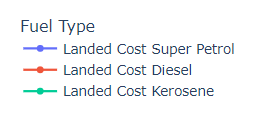 Fuel Type
Landed Cost Super Petrol
Landed Cost Diesel
Landed Cost Kerosene